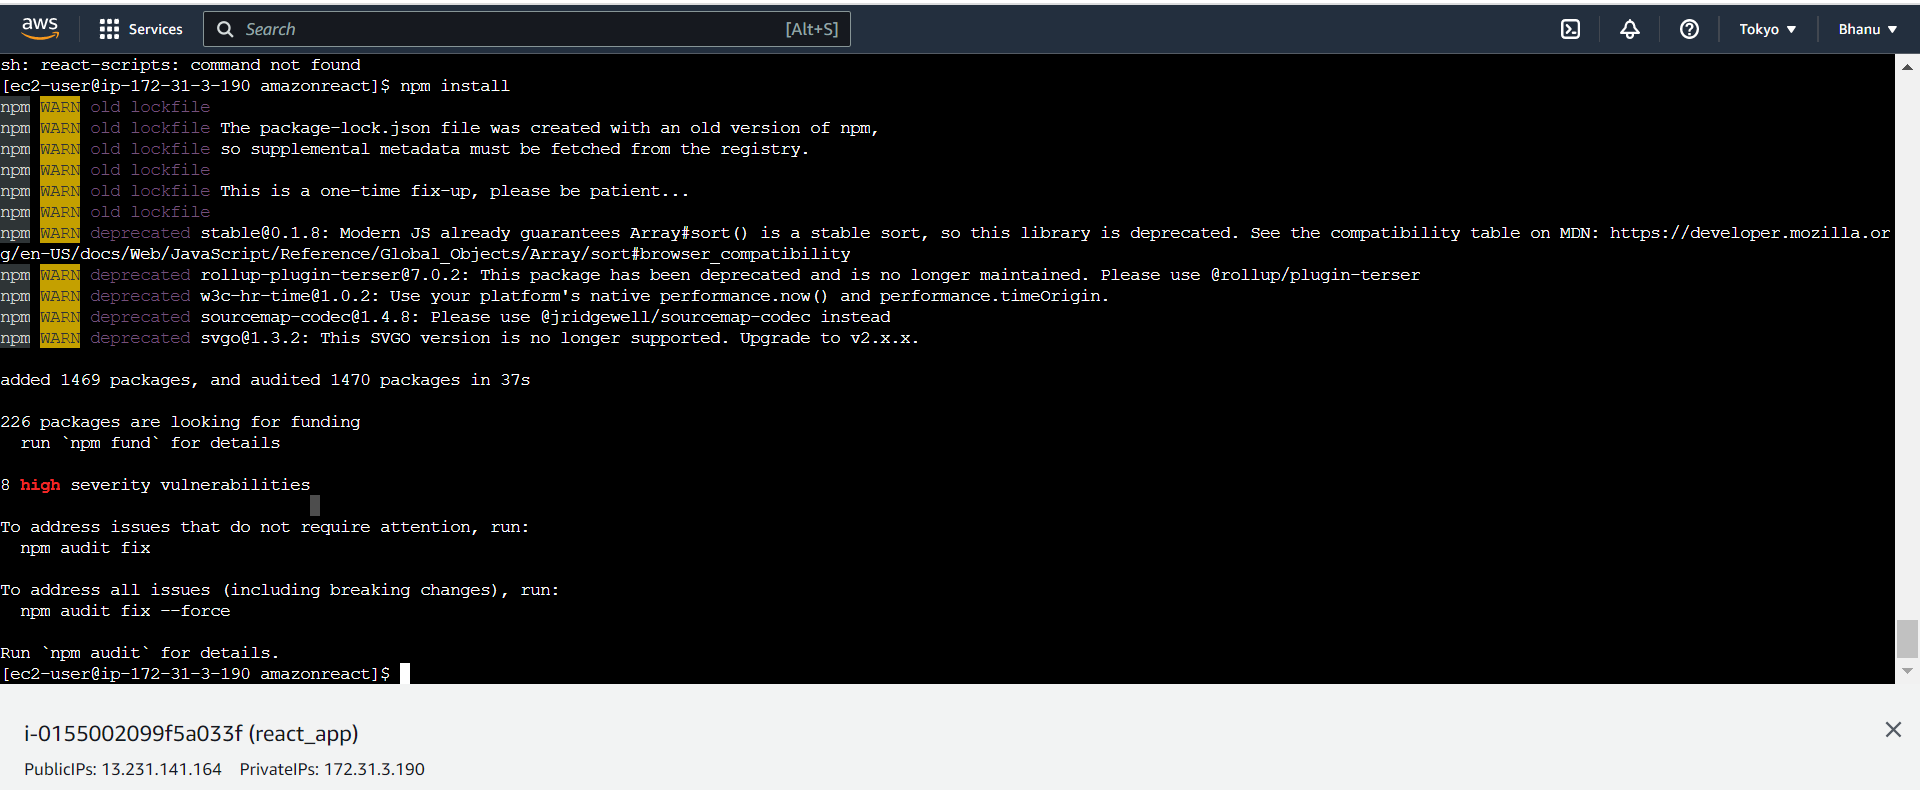 aws
Services
Search
[Alt+S]
Tokyo
Bhanu
sh: react-scripts: command not found
[ec2-user@ip-172-31-3-190 amazonreact]$ npm install
npm WARN old lockfile
npm WARN old lockfile The package-lock.json file was created with an old version of npm,
npm WARN old lockfile so supplemental metadata must be fetched from the registry.
npm WARN old lockfile
npm WARN old lockfile This is a one-time fix-up, please be patient...
npm WARN old lockfile
npm WARN deprecated stable@0.1.8: Modern JS already guarantees Array#sort() is a stable sort, so this library is deprecated. See the compatibility table on MDN: https://developer.mozilla.or
g/en-US/docs/Web/JavaScript/Reference/Global_Objects/Array/sort#browser_compatibility
npm WARN deprecated rollup-plugin-terser@7.0.2: This package has been deprecated and is no longer maintained. Please use @rollup/plugin-terser
npm WARN deprecated w3c-hr-time@1.0.2: Use your platform's native performance.now() and performance.timeOrigin.
npm WARN deprecated sourcemap-codec@1.4.8: Please use @jridgewell/sourcemap-codec instead
npm WARN deprecated svgo@1.3.2: This SVGO version is no longer supported. Upgrade to v2.x.x.
added 1469 packages, and audited 1470 packages in 37s
226 packages are looking for funding
run `npm fund` for details
8 high severity vulnerabilities
To address issues that do not require attention, run:
npm audit fix
To address all issues (including breaking changes), run:
npm audit fix --force
Run `npm audit` for details.
[ec2-user@ip-172-31-3-190 amazonreact]$
i-0155002099f5a033f (react_app)
PublicIPs: 13.231.141.164 PrivateIPs: 172.31.3.190